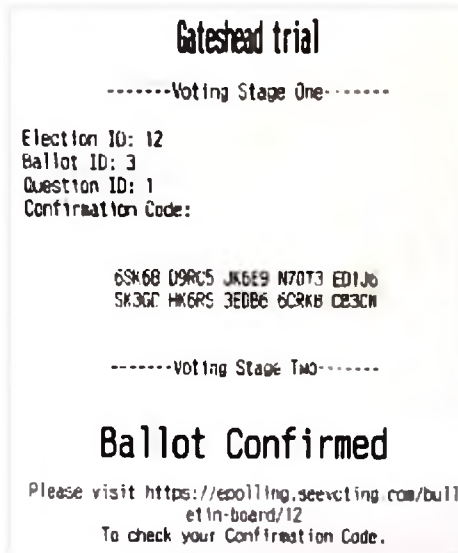 Gateshead trial
-------Voting Stage One-------
Election ID: 12
Ballot ID: 3
Question ID: 1
Confirmation Code:
6SK68 D9RC5 JK6E9 N70T3 ED1J6
SK3GC HK6RS 3EDB6 6CRKB CB3CN
-------Voting Stage Two-------
Ballot Confirmed
Please visit https://epolling.seevoting.com/bull
etin-board/12
To check your Confirmation Code.